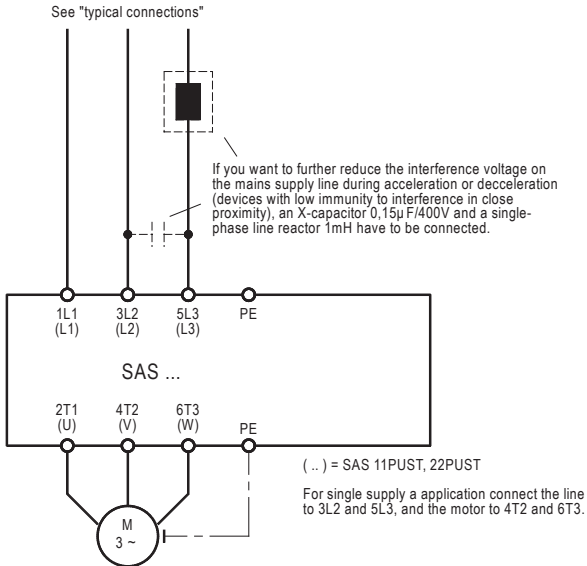 See "typical connections"
If you want to further reduce the interference voltage on
the mains supply line during acceleration or decceleration
(devices with low immunity to interference in close
proximity), an X-capacitor 0,15µF/400V and a single-
phase line reactor 1mH have to be connected.
1L1 3L2 5L3 PE
(L1) (L2) (L3)
SAS ...
2T1 4T2 6T3 PE
(U) (V) (W)
( .. ) = SAS 11PUST, 22PUST
For single supply a application connect the line
to 3L2 and 5L3, and the motor to 4T2 and 6T3.
M
3 ~